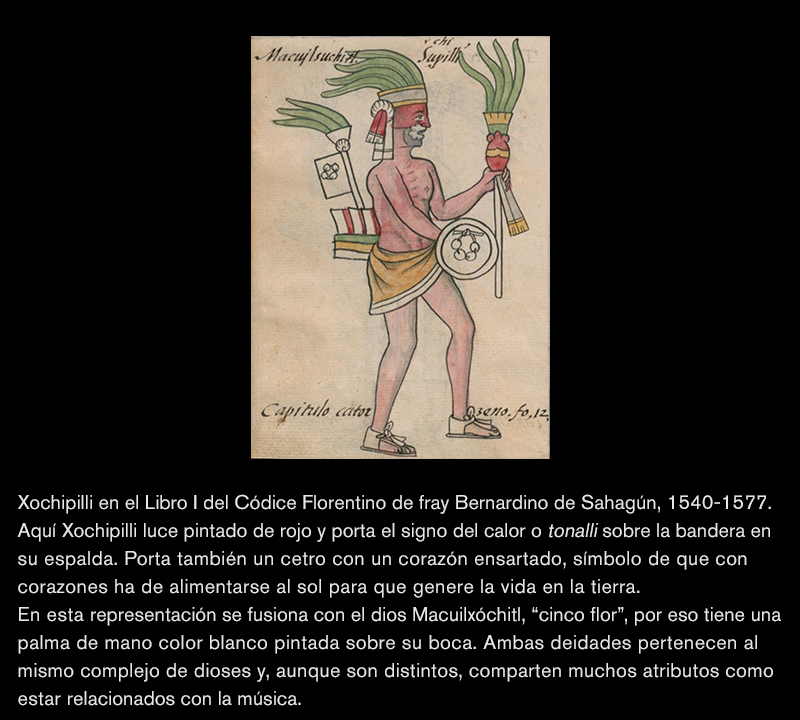 Macuilsuchitl.
Xchi
Supilli
Capitulo cator
zeno. fo, 12.
Xochipilli en el Libro I del Códice Florentino de fray Bernardino de Sahagún, 1540-1577.
Aquí Xochipilli luce pintado de rojo y porta el signo del calor o tonalli sobre la bandera en
su espalda. Porta también un cetro con un corazón ensartado, símbolo de que con
corazones ha de alimentarse al sol para que genere la vida en la tierra.
En esta representación se fusiona con el dios Macuilxóchitl, “cinco flor”, por eso tiene una
palma de mano color blanco pintada sobre su boca. Ambas deidades pertenecen al
mismo complejo de dioses y, aunque son distintos, comparten muchos atributos como
estar relacionados con la música.